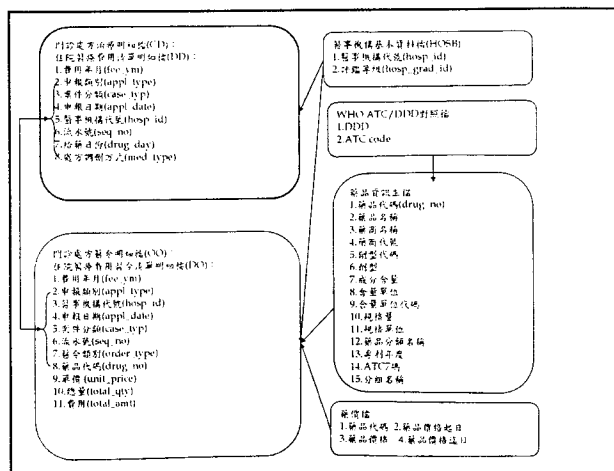 門診處方治療明細檔(CD)：
住院醫療費用清單明細檔(DD)：
1.費用年月(fee_ym)
2.申報類別(appl_type)
3.案件分類(case_typ)
4.申報日期(appl_date)
5.醫事機構代號(hosp_id)
6.流水號(seq_no)
7.給藥日份(drug_day)
8.處方調劑方式(med_type)
門診處方醫令明細檔(OO)：
住院醫療費用醫令清單明細檔(DO)：
1.費用年月(fee_ym)
2.申報類別(appl_type)
3.醫事機構代號(hosp_id)
4.申報日期(appl_date)
5.案件分類(case_typ)
6.流水號(seq_no)
7.醫令類別(order_type)
8.藥品代碼(drug_no)
9.單價(unit_price)
10.總量(total_qty)
11.費用(total_amt)
醫事機構基本資料檔(HOSB)
1.醫事機構代號(hosp_id)
2.評鑑等級(hosp_grad_id)
WHO ATC/DDD對照檔
1.DDD
2.ATC code
藥品資訊主檔
1.藥品代碼(drug_no)
2.藥品名稱
3.藥商名稱
4.藥商代號
5.劑型代碼
6.劑型
7.成分含量
8.含量單位
9.含量單位代碼
10.規格量
11.規格單位
12.藥品分類名稱
13.專利年度
14.ATC7碼
15.分組名稱
藥價檔
1.藥品代碼 2.藥品價格起日
3.藥品價格 4.藥品價格迄日